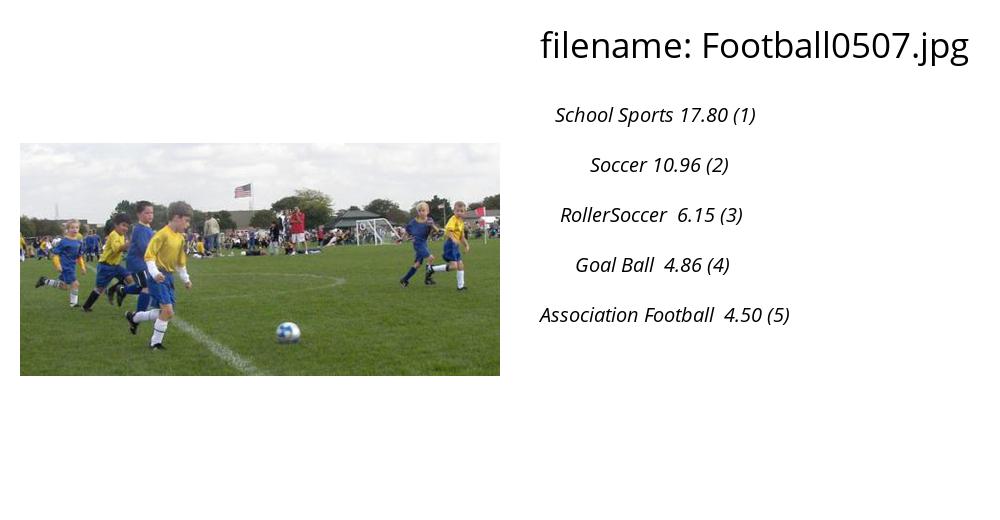 filename: Football0507.jpg
School Sports 17.80 (1)
Soccer 10.96 (2)
RollerSoccer 6.15 (3)
Goal Ball 4.86 (4)
Association Football 4.50 (5)